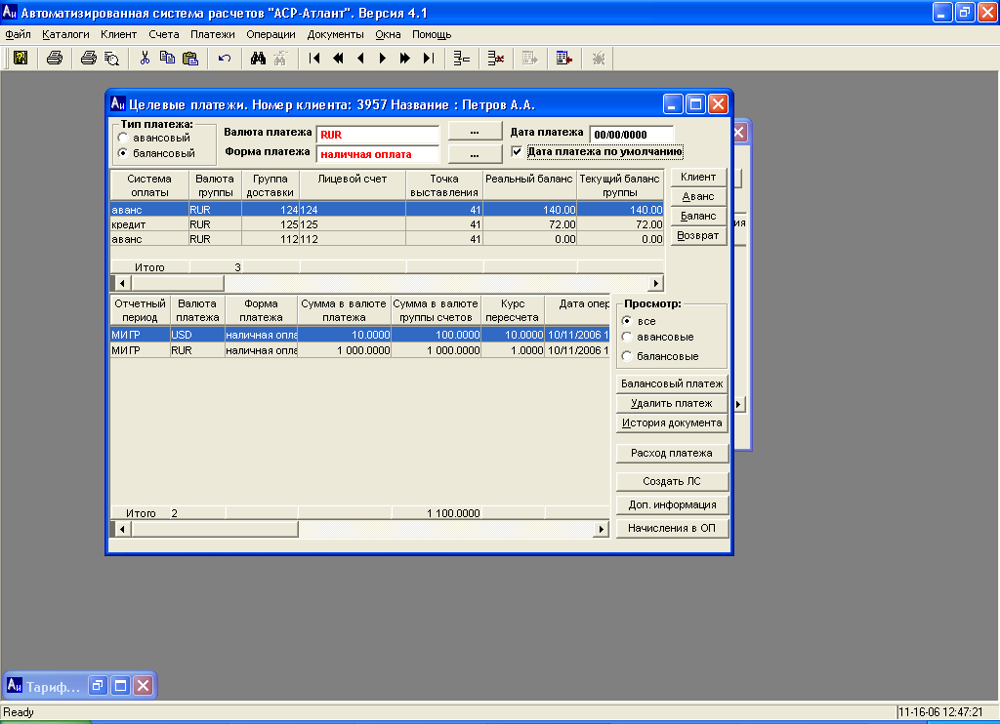 Автоматизированная система расчетов "АСР-Атлант". Версия 4.1
Файл Каталоги Клиент Счета Платежи Операции Документы Окна Помощь
Целевые платежи. Номер клиента: 3957 Название : Петров А.А.
Тип платежа:
авансовый
балансовый
Валюта платежа RUR ... Дата платежа 00/00/0000
Форма платежа наличная оплата ... Дата платежа по умолчанию
Система оплаты Валюта группы Группа доставки Лицевой счет Точка выставления Реальный баланс Текущий баланс группы
аванс RUR 124 124 41 140.00 140.00
кредит RUR 125 125 41 72.00 72.00
аванс RUR 112 112 41 0.00 0.00
Итого 3
Клиент
Аванс
Баланс
Возврат
ия
Отчетный период Валюта платежа Форма платежа Сумма в валюте платежа Сумма в валюте группы счетов Курс пересчета Дата опер
МИГР USD наличная опла 10.0000 100.0000 10.0000 10/11/2006 1
МИГР RUR наличная опла 1 000.0000 1 000.0000 1.0000 10/11/2006 1
Итого 2 1 100.0000
Просмотр:
все
авансовые
балансовые
Балансовый платеж
Удалить платеж
История документа
Расход платежа
Создать ЛС
Доп. информация
Начисления в ОП
Тариф...
Ready 11-16-06 12:47:21